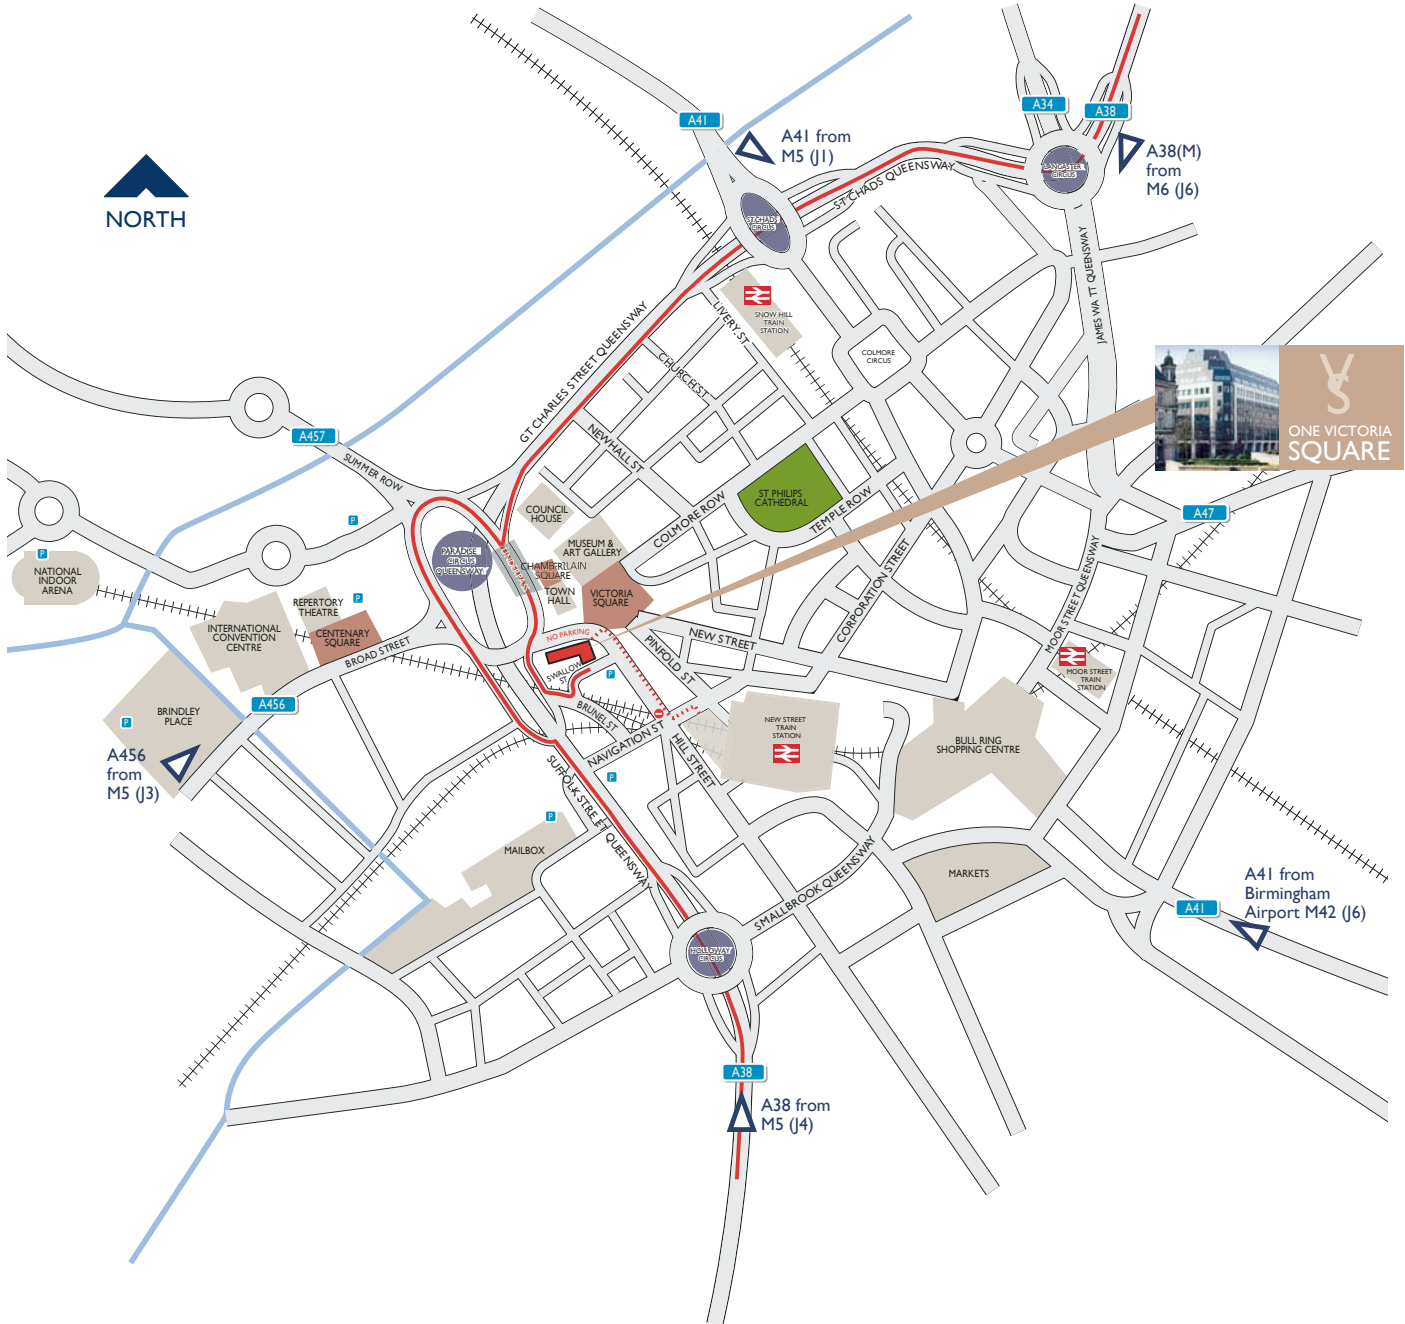 A34
A38
A41
A41 from
M5 (J1)
A38(M)
from
M6 (J6)
LANCASTER
CIRCUS
ST CHADS QUEENSWAY
ST CHADS
CIRCUS
NORTH
JAMES WA TT QUEENSWAY
LIVERY ST
SNOW HILL
TRAIN
STATION
GT CHARLES STREET QUEENSWAY
CHURCH ST
COLMORE
CIRCUS
VS
ONE VICTORIA
SQUARE
A457
SUMMER ROW
NEWHALL ST
COLMORE ROW
ST PHILIPS
CATHEDRAL
TEMPLE ROW
A47
P
COUNCIL
HOUSE
MUSEUM &
ART GALLERY
PARADISE
CIRCUS
QUEENSWAY
UNDERPASS
CHAMBERLAIN
SQUARE
TOWN
HALL
VICTORIA
SQUARE
CORPORATION STREET
MOOR STREET QUEENSWAY
P
NATIONAL
INDOOR
ARENA
P
REPERTORY
THEATRE
INTERNATIONAL
CONVENTION
CENTRE
CENTENARY
SQUARE
BROAD STREET
NO PARKING
NEW STREET
PINFOLD ST
SWALLOW
ST
P
MOOR STREET
TRAIN
STATION
A456
BRINDLEY
PLACE
P
BRUNEL ST
NAVIGATION ST
HILL STREET
NEW STREET
TRAIN
STATION
BULL RING
SHOPPING CENTRE
A456
from
M5 (J3)
P
SUFFOLK STREET QUEENSWAY
P
MAILBOX
SMALLBROOK QUEENSWAY
MARKETS
A41 from
Birmingham
Airport M42 (J6)
A41
HOLLOWAY
CIRCUS
A38
A38 from
M5 (J4)